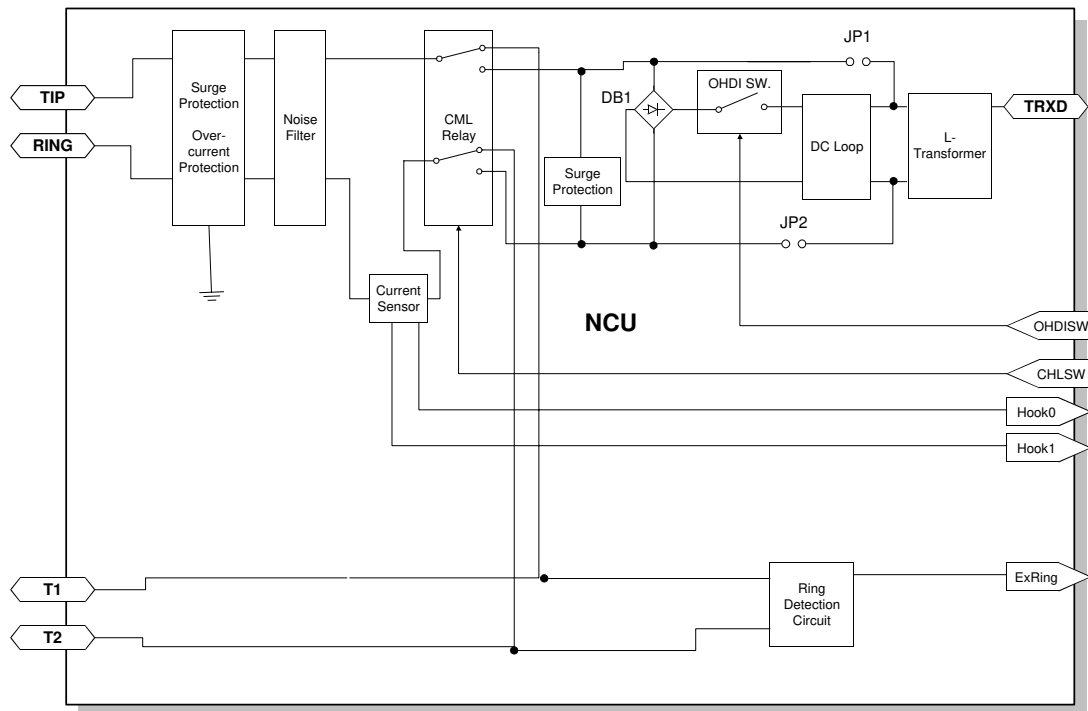 JP1
TIP
RING
Surge
Protection
Over-
current
Protection
Noise
Filter
CML
Relay
DB1
OHDI SW.
DC Loop
L-
Transformer
TRXD
Surge
Protection
JP2
Current
Sensor
NCU
OHDISW
CHLSW
Hook0
Hook1
T1
T2
Ring
Detection
Circuit
ExRing